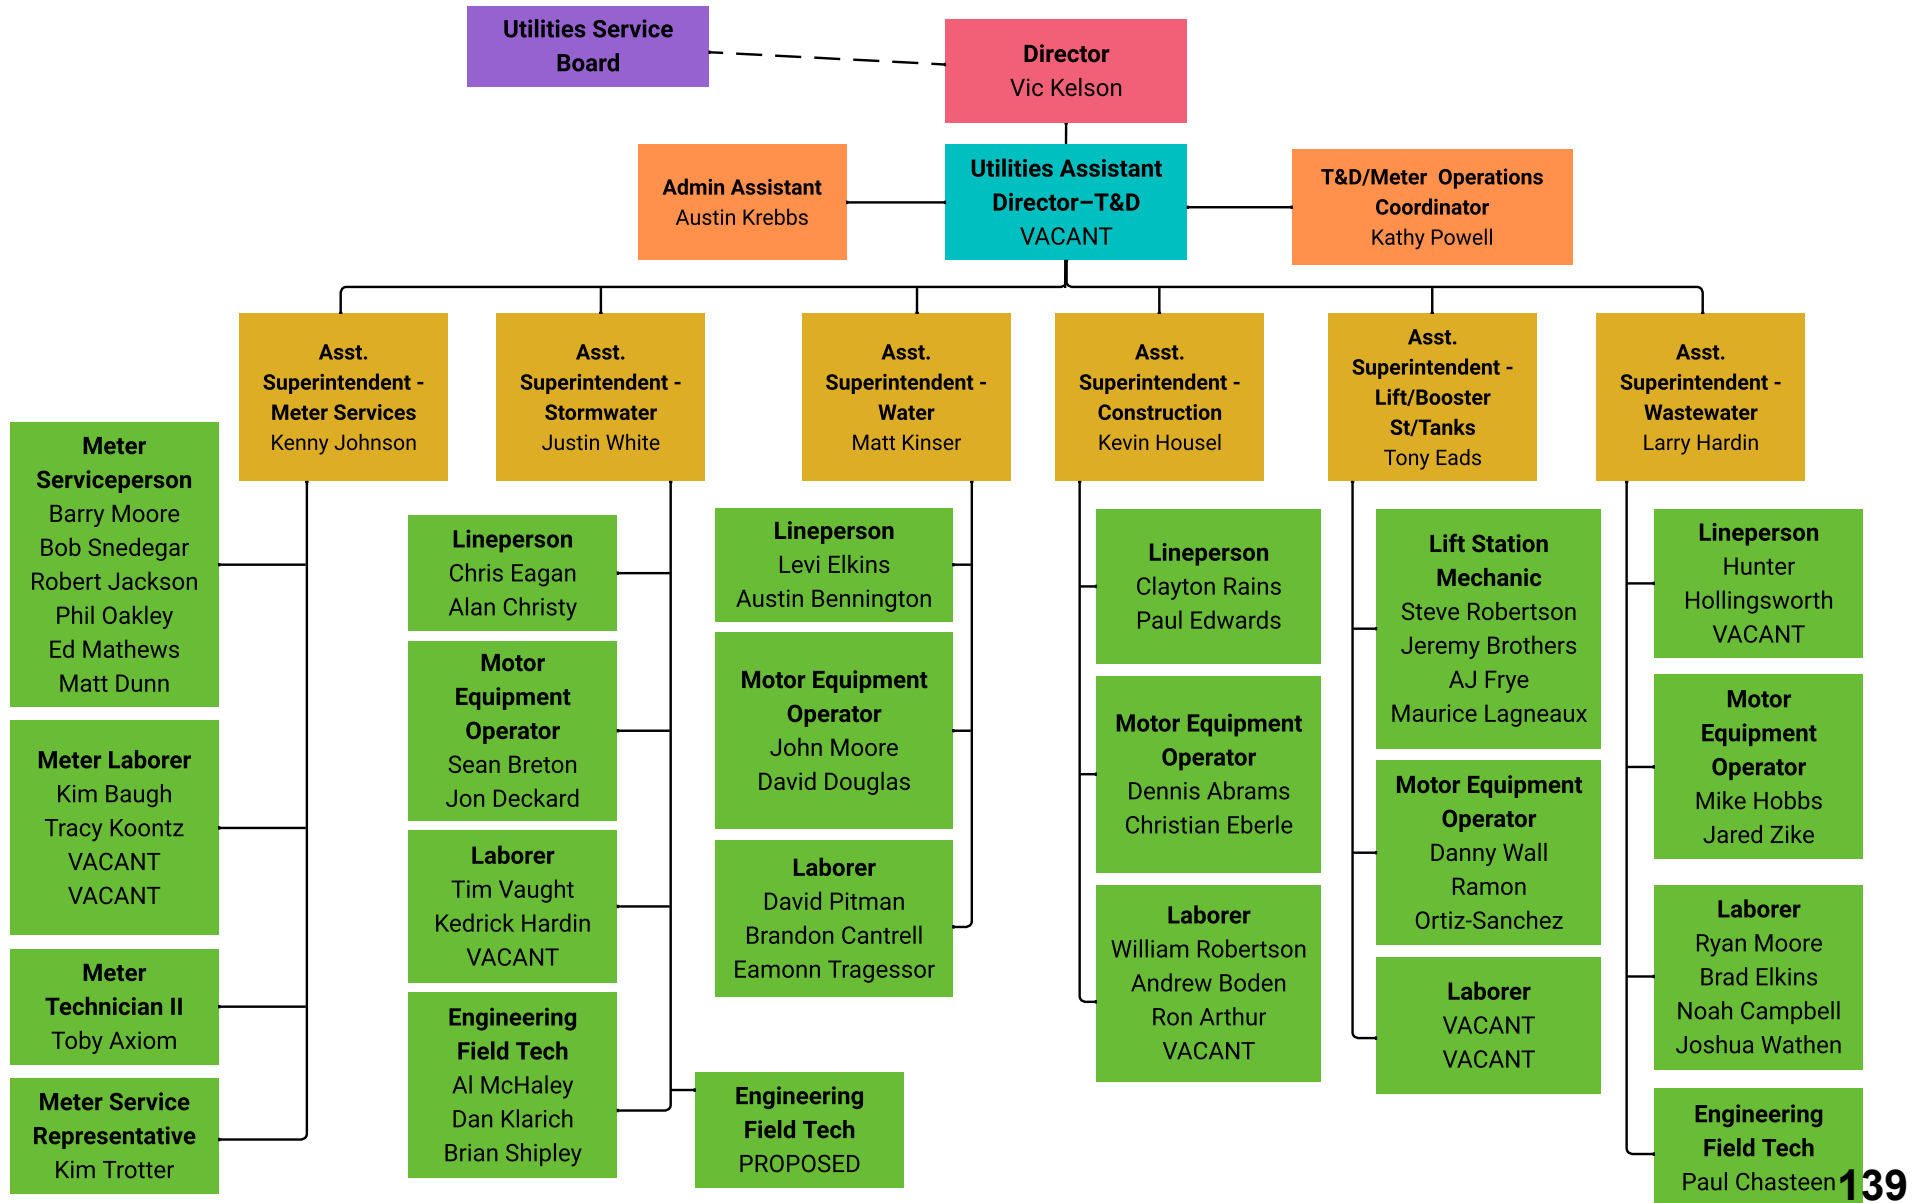 Utilities Service
Board
Director
Vic Kelson
Admin Assistant
Austin Krebbs
Utilities Assistant
Director–T&D
VACANT
T&D/Meter Operations
Coordinator
Kathy Powell
Asst.
Superintendent -
Meter Services
Kenny Johnson
Asst.
Superintendent -
Stormwater
Justin White
Asst.
Superintendent -
Water
Matt Kinser
Asst.
Superintendent -
Construction
Kevin Housel
Asst.
Superintendent -
Lift/Booster
St/Tanks
Tony Eads
Asst.
Superintendent -
Wastewater
Larry Hardin
Meter
Serviceperson
Barry Moore
Bob Snedegar
Robert Jackson
Phil Oakley
Ed Mathews
Matt Dunn
Meter Laborer
Kim Baugh
Tracy Koontz
VACANT
VACANT
Meter
Technician II
Toby Axiom
Meter Service
Representative
Kim Trotter
Lineperson
Chris Eagan
Alan Christy
Motor
Equipment
Operator
Sean Breton
Jon Deckard
Laborer
Tim Vaught
Kedrick Hardin
VACANT
Engineering
Field Tech
Al McHaley
Dan Klarich
Brian Shipley
Engineering
Field Tech
PROPOSED
Lineperson
Levi Elkins
Austin Bennington
Motor Equipment
Operator
John Moore
David Douglas
Laborer
David Pitman
Brandon Cantrell
Eamonn Tragessor
Lineperson
Clayton Rains
Paul Edwards
Motor Equipment
Operator
Dennis Abrams
Christian Eberle
Laborer
William Robertson
Andrew Boden
Ron Arthur
VACANT
Lift Station
Mechanic
Steve Robertson
Jeremy Brothers
AJ Frye
Maurice Lagneaux
Motor Equipment
Operator
Danny Wall
Ramon
Ortiz-Sanchez
Laborer
VACANT
VACANT
Lineperson
Hunter
Hollingsworth
VACANT
Motor
Equipment
Operator
Mike Hobbs
Jared Zike
Laborer
Ryan Moore
Brad Elkins
Noah Campbell
Joshua Wathen
Engineering
Field Tech
Paul Chasteen
139